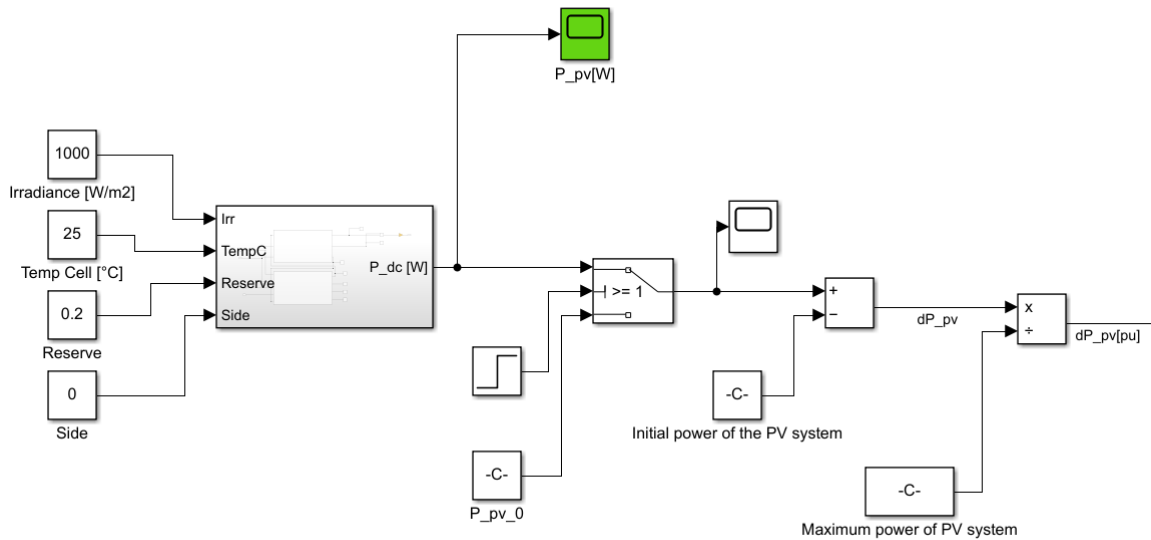 P_pv[W]
1000
Irradiance [W/m2]
25
Temp Cell [°C]
0.2
Reserve
0
Side
Irr
TempC
Reserve
Side
P_dc [W]
>= 1
-C-
P_pv_0
+
−
-C-
Initial power of the PV system
dP_pv
x
÷
-C-
Maximum power of PV system
dP_pv[pu]